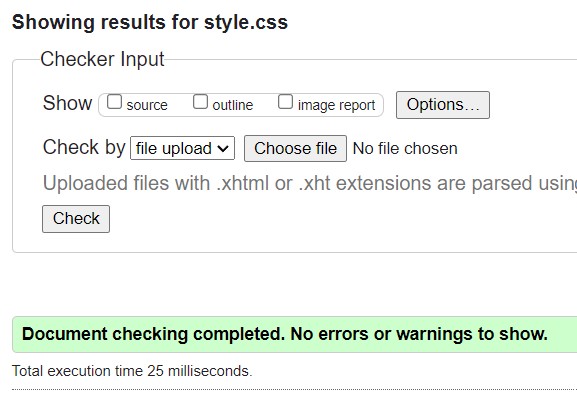 Showing results for style.css
Checker Input
Show source outline image report Options…
Check by file upload Choose file No file chosen
Uploaded files with .xhtml or .xht extensions are parsed using
Check
Document checking completed. No errors or warnings to show.
Total execution time 25 milliseconds.